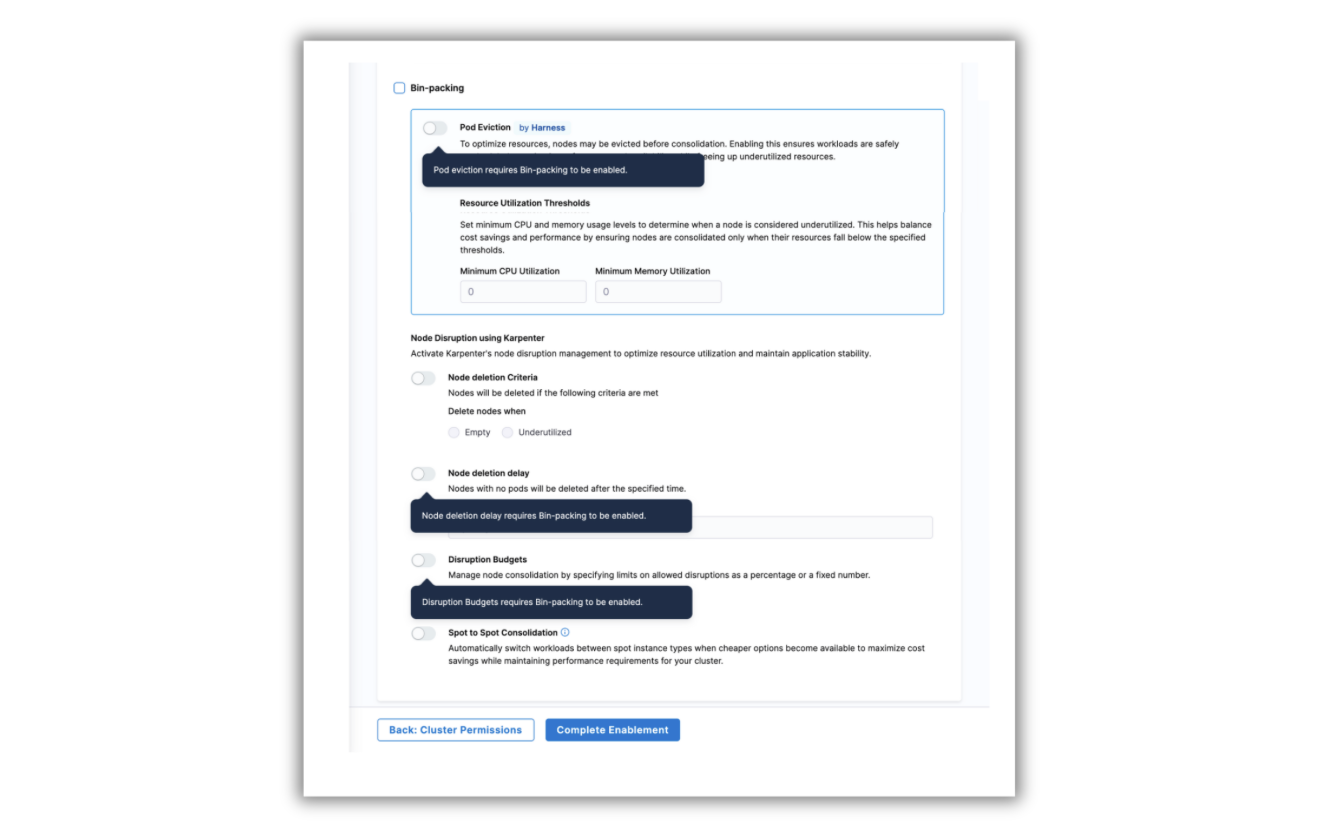 Bin-packing
Pod Eviction by Harness
To optimize resources, nodes may be evicted before consolidation. Enabling this ensures workloads are safely
eeing up underutilized resources.
Pod eviction requires Bin-packing to be enabled.
Resource Utilization Thresholds
Set minimum CPU and memory usage levels to determine when a node is considered underutilized. This helps balance
cost savings and performance by ensuring nodes are consolidated only when their resources fall below the specified
thresholds.
Minimum CPU Utilization Minimum Memory Utilization
0 0
Node Disruption using Karpenter
Activate Karpenter's node disruption management to optimize resource utilization and maintain application stability.
Node deletion Criteria
Nodes will be deleted if the following criteria are met
Delete nodes when
Empty Underutilized
Node deletion delay
Nodes with no pods will be deleted after the specified time.
Node deletion delay requires Bin-packing to be enabled.
Disruption Budgets
Manage node consolidation by specifying limits on allowed disruptions as a percentage or a fixed number.
Disruption Budgets requires Bin-packing to be enabled.
Spot to Spot Consolidation
Automatically switch workloads between spot instance types when cheaper options become available to maximize cost
savings while maintaining performance requirements for your cluster.
Back: Cluster Permissions Complete Enablement